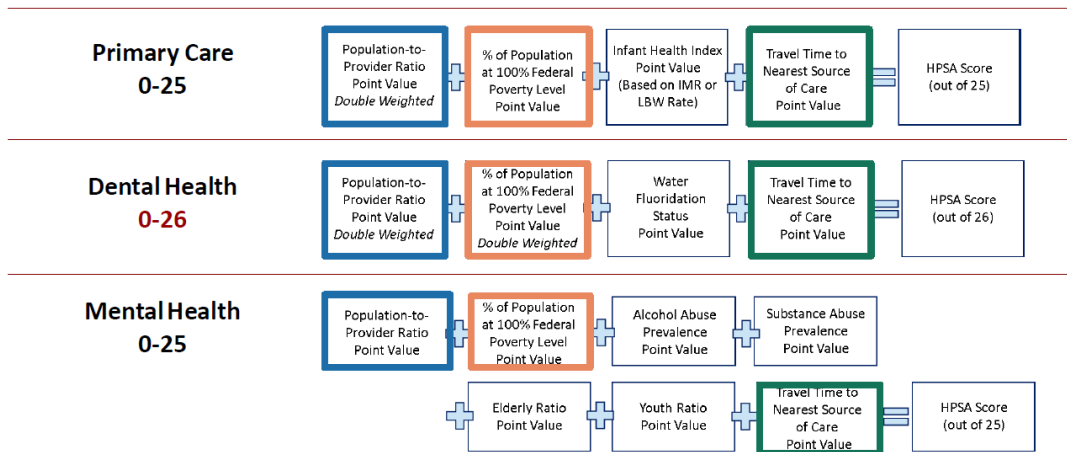 Primary Care
0-25
Population-to-
Provider Ratio
Point Value
Double Weighted
% of Population
at 100% Federal
Poverty Level
Point Value
Infant Health Index
Point Value
(Based on IMR or
LBW Rate)
Travel Time to
Nearest Source
of Care
Point Value
HPSA Score
(out of 25)
Dental Health
0-26
Population-to-
Provider Ratio
Point Value
Double Weighted
% of Population
at 100% Federal
Poverty Level
Point Value
Double Weighted
Water
Fluoridation
Status
Point Value
Travel Time to
Nearest Source
of Care
Point Value
HPSA Score
(out of 26)
Mental Health
0-25
Population-to-
Provider Ratio
Point Value
% of Population
at 100% Federal
Poverty Level
Point Value
Alcohol Abuse
Prevalence
Point Value
Substance Abuse
Prevalence
Point Value
Elderly Ratio
Point Value
Youth Ratio
Point Value
Travel Time to
Nearest Source
of Care
Point Value
HPSA Score
(out of 25)